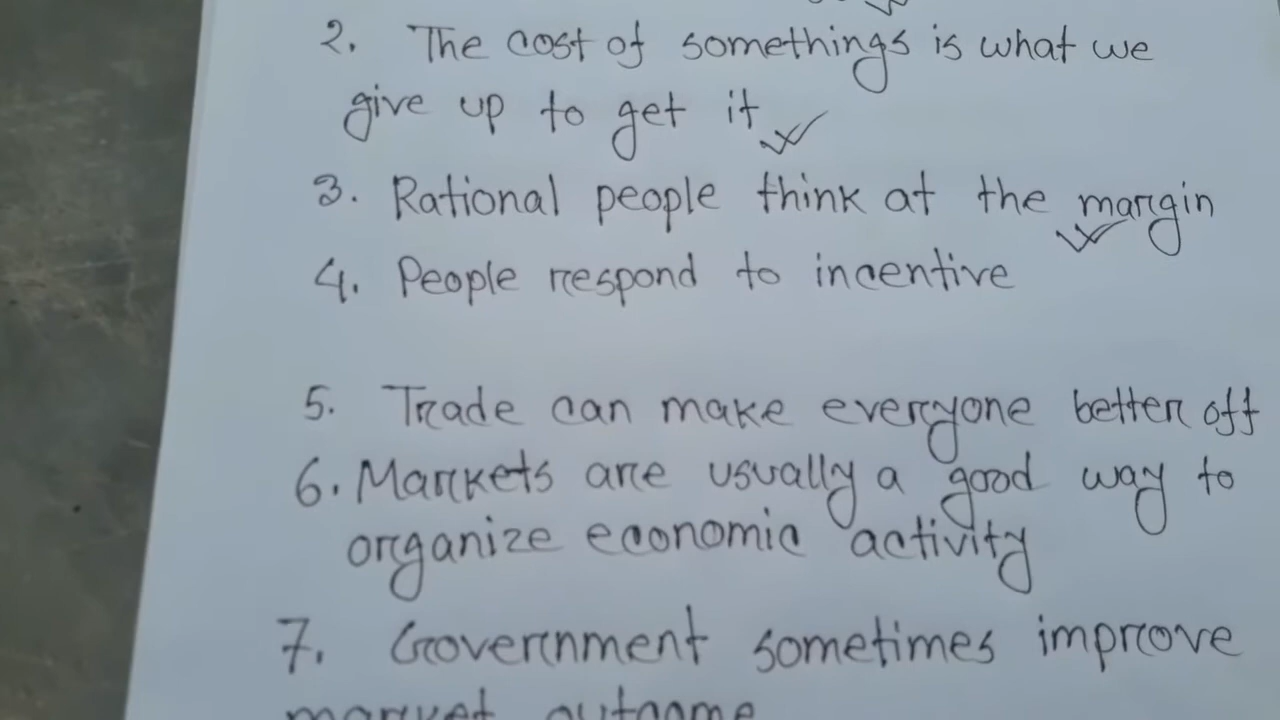 2. The cost of somethings is what we
give up to get it
3. Rational people think at the margin
4. People respond to incentive
5. Trade can make everyone better off
6. Markets are usually a good way to
organize economic activity
7. Government sometimes improve
market outcome